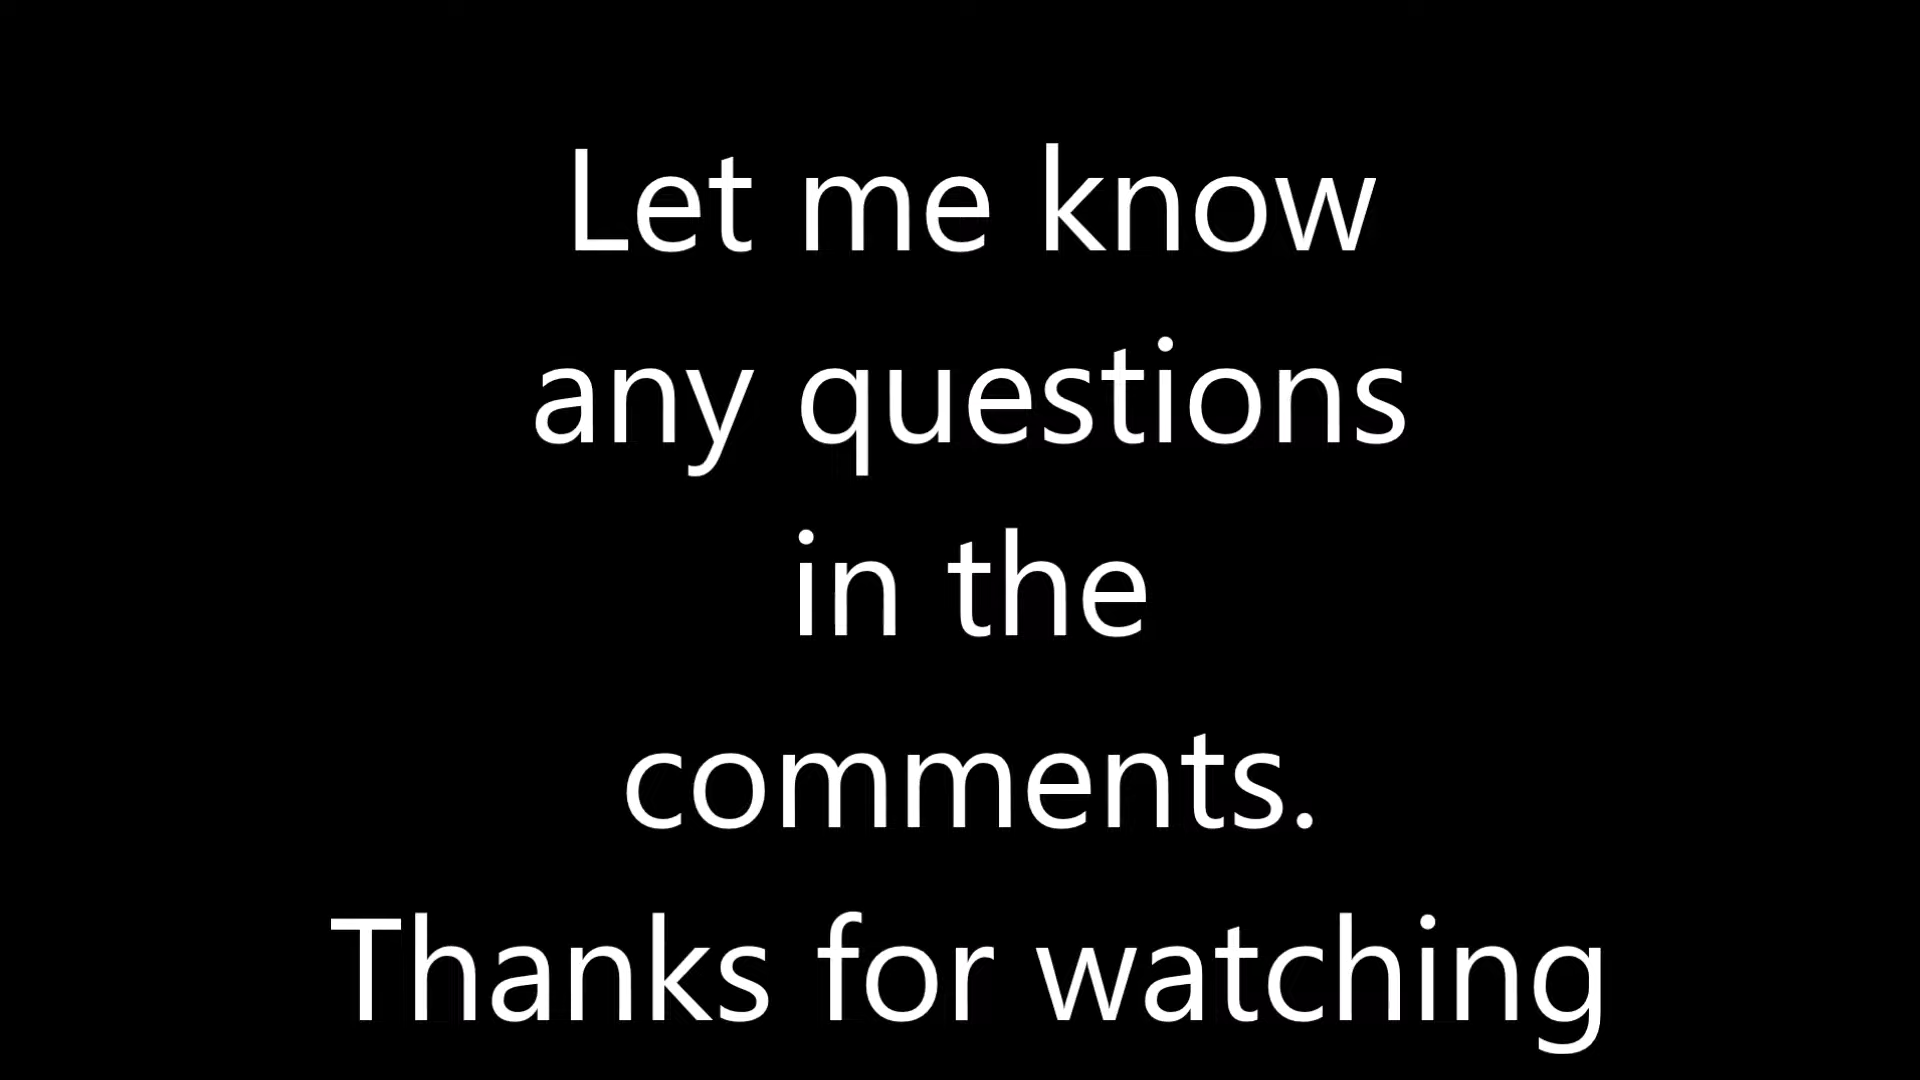 Let me know
any questions
in the
comments.
Thanks for watching